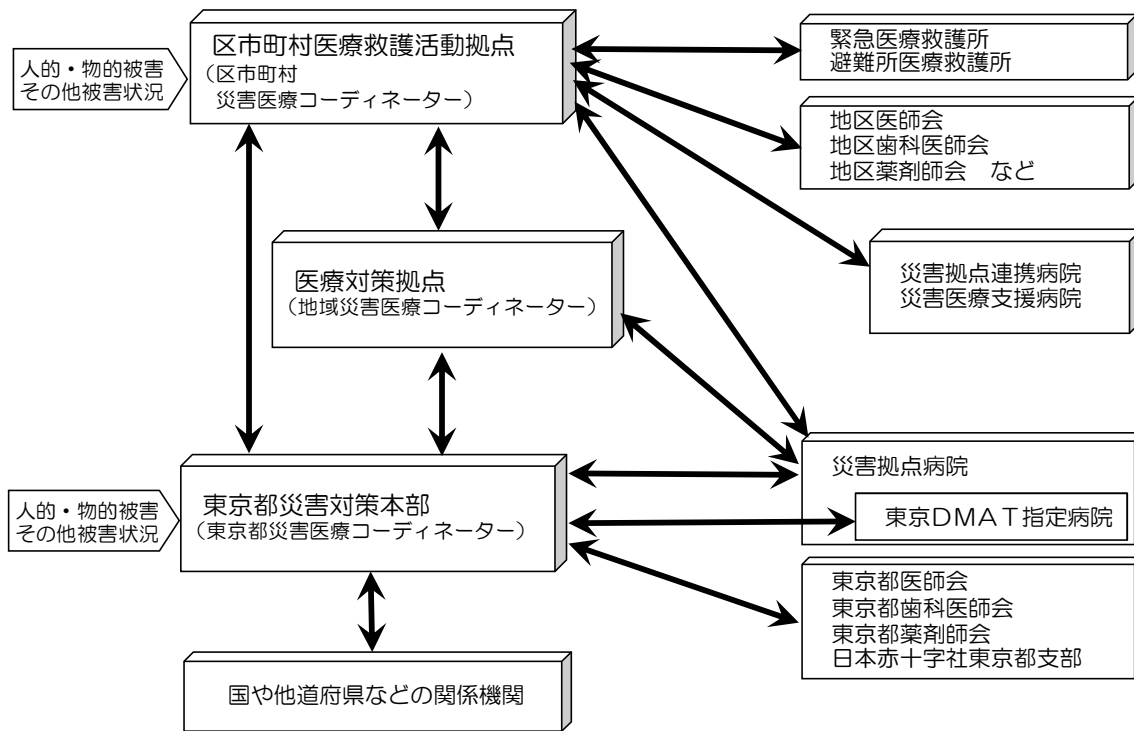 区市町村医療救護活動拠点
（区市町村
災害医療コーディネーター）
人的・物的被害
その他被害状況
緊急医療救護所
避難所医療救護所
地区医師会
地区歯科医師会
地区薬剤師会　など
災害拠点連携病院
災害医療支援病院
医療対策拠点
（地域災害医療コーディネーター）
災害拠点病院
東京ＤＭＡＴ指定病院
人的・物的被害
その他被害状況
東京都災害対策本部
（東京都災害医療コーディネーター）
東京都医師会
東京都歯科医師会
東京都薬剤師会
日本赤十字社東京都支部
国や他道府県などの関係機関